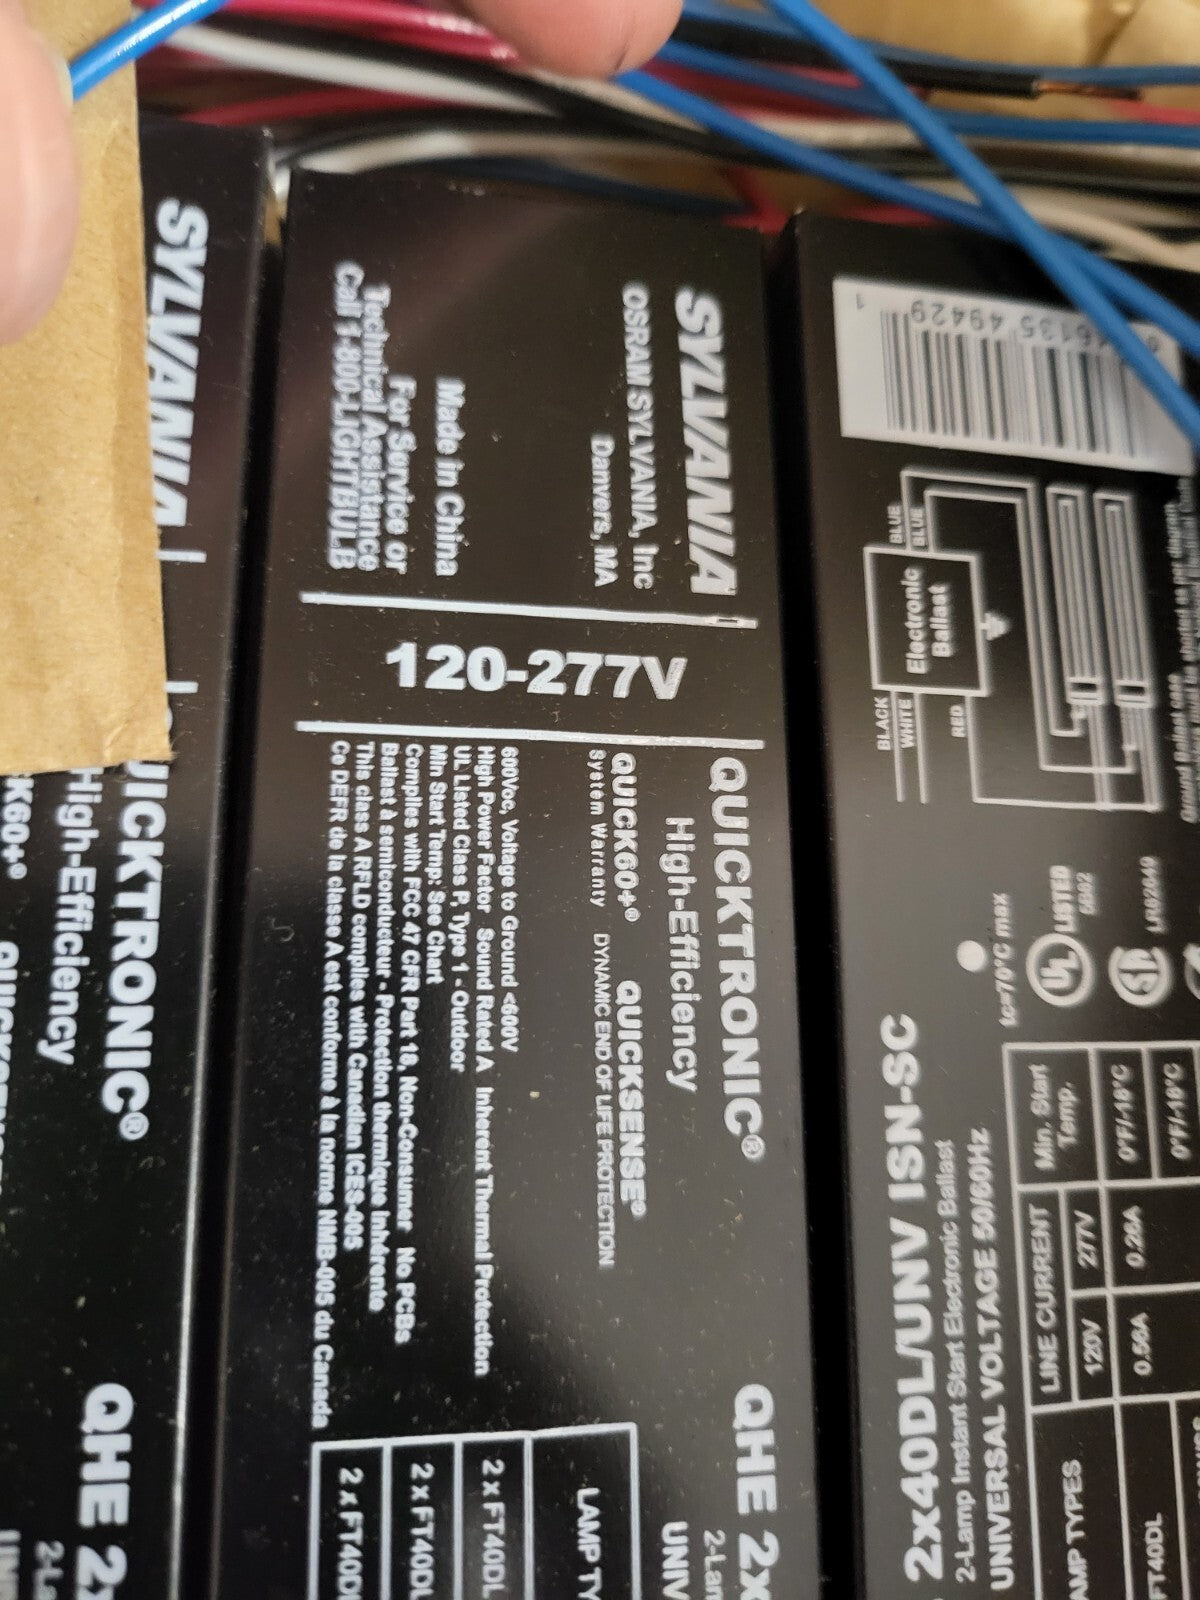 SYLVANIA
QUICKTRONIC®
High-Efficiency
QHE
SYLVANIA
OSRAM SYLVANIA, Inc
Danvers, MA
Made in China
For Service or
Technical Assistance
Call 1-800-LIGHTBULB
120-277V
QUICKTRONIC®
High-Efficiency
QUICK60+® QUICKSENSE®
System Warranty DYNAMIC END OF LIFE PROTECTION
600Voc, Voltage to Ground <600V
High Power Factor Sound Rated A Inherent Thermal Protection
UL Listed Class P, Type 1 - Outdoor
Min Start Temp: See Chart
Complies with FCC 47 CFR Part 18, Non-Consumer No PCBs
Ballast à semiconducteur - Protection thermique Inhérente
This class A RFLD complies with Canadian ICES-005
Ce DEFR de la classe A est conforme à la norme NMB-005 du Canada
QHE
LAMP
2 x FT40DL
2 x FT40DL
2 x FT40DL
49429
BLUE
BLUE
Electronic
Ballast
BLACK
WHITE
RED
tc=70°C max
UL LISTED
LR87049
2x40DL/UNV ISN-SC
2-Lamp Instant Start Electronic Ballast
UNIVERSAL VOLTAGE 50/60Hz
TYPES
LINE CURRENT
120V 277V
Min. Start
Temp.
FT40DL
0.56A 0.26A
0°F/-18°C
0°F/-18°C